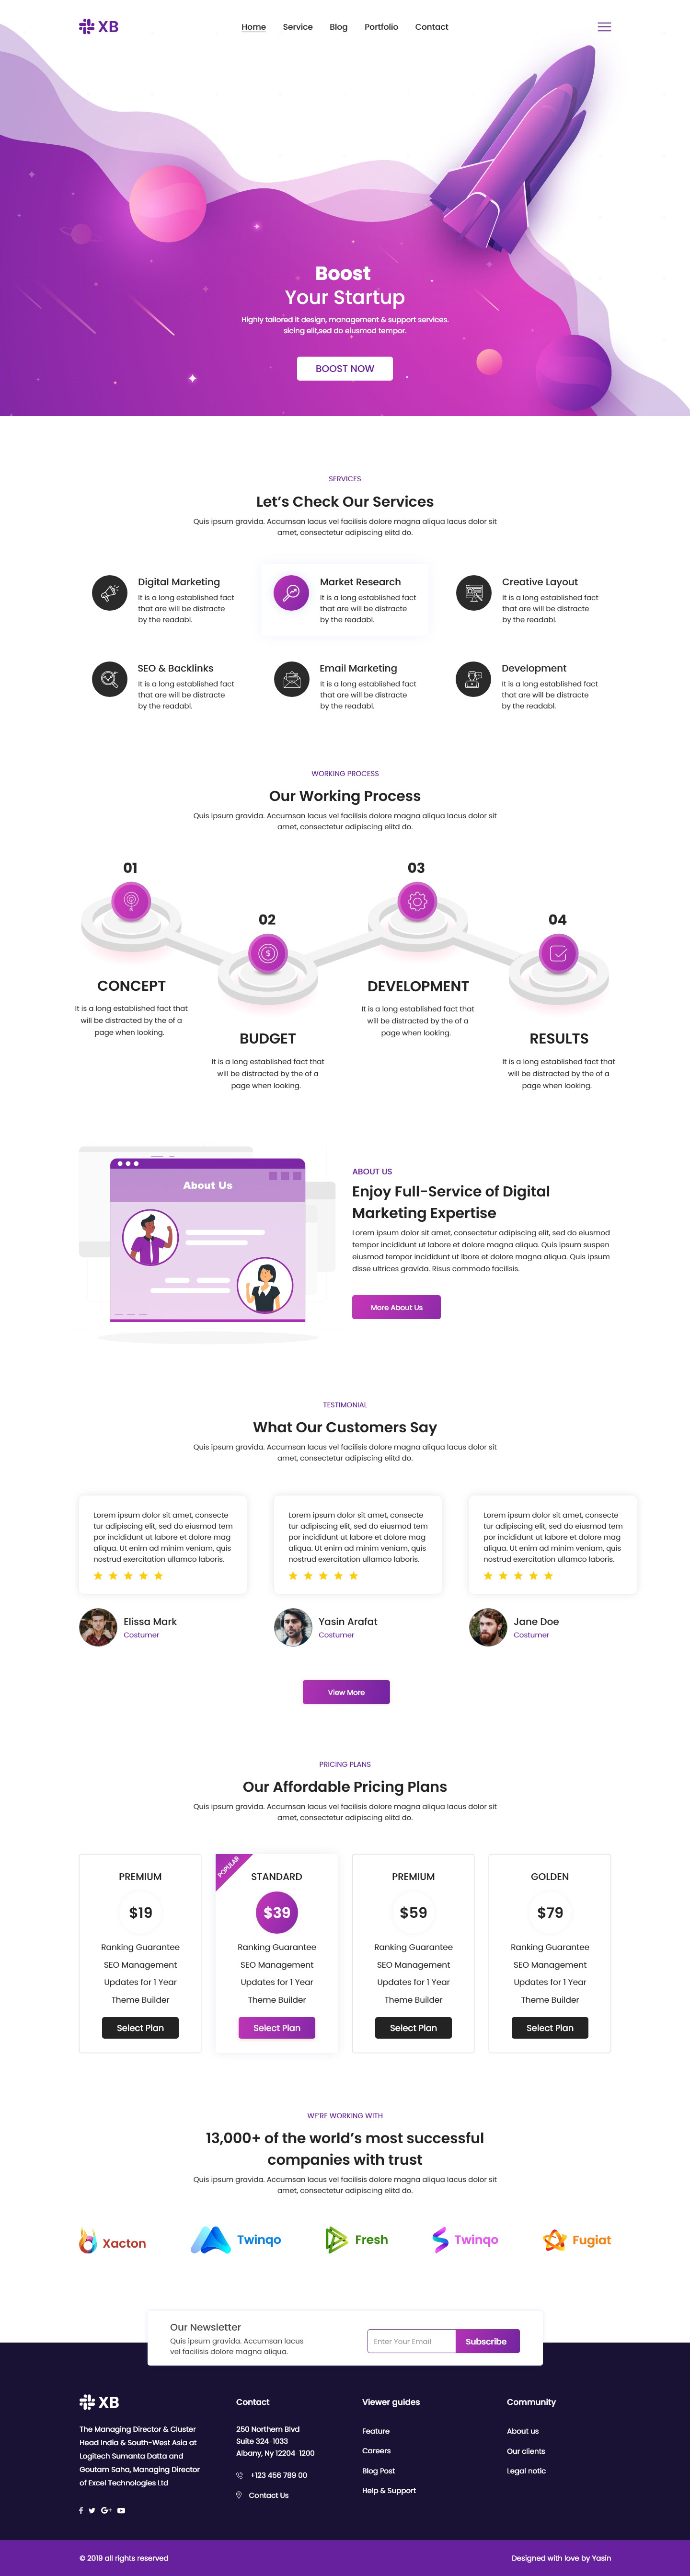 XB
Home Service Blog Portfolio Contact
Boost
Your Startup
Highly tailored it design, management & support services.
sicing elit,sed do eiusmod tempor.
BOOST NOW
SERVICES
Let's Check Our Services
Quis ipsum gravida. Accumsan lacus vel facilisis dolore magna aliqua lacus dolor sit
amet, consectetur adipiscing elitd do.
Digital Marketing
It is a long established fact
that are will be distracte
by the readabl.
Market Research
It is a long established fact
that are will be distracte
by the readabl.
Creative Layout
It is a long established fact
that are will be distracte
by the readabl.
SEO & Backlinks
It is a long established fact
that are will be distracte
by the readabl.
Email Marketing
It is a long established fact
that are will be distracte
by the readabl.
Development
It is a long established fact
that are will be distracte
by the readabl.
WORKING PROCESS
Our Working Process
Quis ipsum gravida. Accumsan lacus vel facilisis dolore magna aliqua lacus dolor sit
amet, consectetur adipiscing elitd do.
01
CONCEPT
It is a long established fact that
will be distracted by the of a
page when looking.
02
BUDGET
It is a long established fact that
will be distracted by the of a
page when looking.
03
DEVELOPMENT
It is a long established fact that
will be distracted by the of a
page when looking.
04
RESULTS
It is a long established fact that
will be distracted by the of a
page when looking.
About Us
ABOUT US
Enjoy Full-Service of Digital
Marketing Expertise
Lorem ipsum dolor sit amet, consectetur adipiscing elit, sed do eiusmod
tempor incididunt ut labore et dolore magna aliqua. Quis ipsum suspen
eiusmod tempor incididunt ut lbore et dolore magna aliqua. Quis ipsum
disse ultrices gravida. Risus commodo facilisis.
More About Us
TESTIMONIAL
What Our Customers Say
Quis ipsum gravida. Accumsan lacus vel facilisis dolore magna aliqua lacus dolor sit
amet, consectetur adipiscing elitd do.
Lorem ipsum dolor sit amet, consecte
tur adipiscing elit, sed do eiusmod tem
por incididunt ut labore et dolore mag
aliqua. Ut enim ad minim veniam, quis
nostrud exercitation ullamco laboris.
Elissa Mark
Costumer
Lorem ipsum dolor sit amet, consecte
tur adipiscing elit, sed do eiusmod tem
por incididunt ut labore et dolore mag
aliqua. Ut enim ad minim veniam, quis
nostrud exercitation ullamco laboris.
Yasin Arafat
Costumer
Lorem ipsum dolor sit amet, consecte
tur adipiscing elit, sed do eiusmod tem
por incididunt ut labore et dolore mag
aliqua. Ut enim ad minim veniam, quis
nostrud exercitation ullamco laboris.
Jane Doe
Costumer
View More
PRICING PLANS
Our Affordable Pricing Plans
Quis ipsum gravida. Accumsan lacus vel facilisis dolore magna aliqua lacus dolor sit
amet, consectetur adipiscing elitd do.
PREMIUM
$19
Ranking Guarantee
SEO Management
Updates for 1 Year
Theme Builder
Select Plan
POPULAR
STANDARD
$39
Ranking Guarantee
SEO Management
Updates for 1 Year
Theme Builder
Select Plan
PREMIUM
$59
Ranking Guarantee
SEO Management
Updates for 1 Year
Theme Builder
Select Plan
GOLDEN
$79
Ranking Guarantee
SEO Management
Updates for 1 Year
Theme Builder
Select Plan
WE'RE WORKING WITH
13,000+ of the world's most successful
companies with trust
Quis ipsum gravida. Accumsan lacus vel facilisis dolore magna aliqua lacus dolor sit
amet, consectetur adipiscing elitd do.
Xacton
Twinqo
Fresh
Twinqo
Fugiat
Our Newsletter
Quis ipsum gravida. Accumsan lacus
vel facilisis dolore magna aliqua.
Enter Your Email
Subscribe
XB
The Managing Director & Cluster
Head India & South-West Asia at
Logitech Sumanta Datta and
Goutam Saha, Managing Director
of Excel Technologies Ltd
Contact
250 Northern Blvd
Suite 324-1033
Albany, Ny 12204-1200
+123 456 789 00
Contact Us
Viewer guides
Feature
Careers
Blog Post
Help & Support
Community
About us
Our clients
Legal notic
© 2019 all rights reserved
Designed with love by Yasin